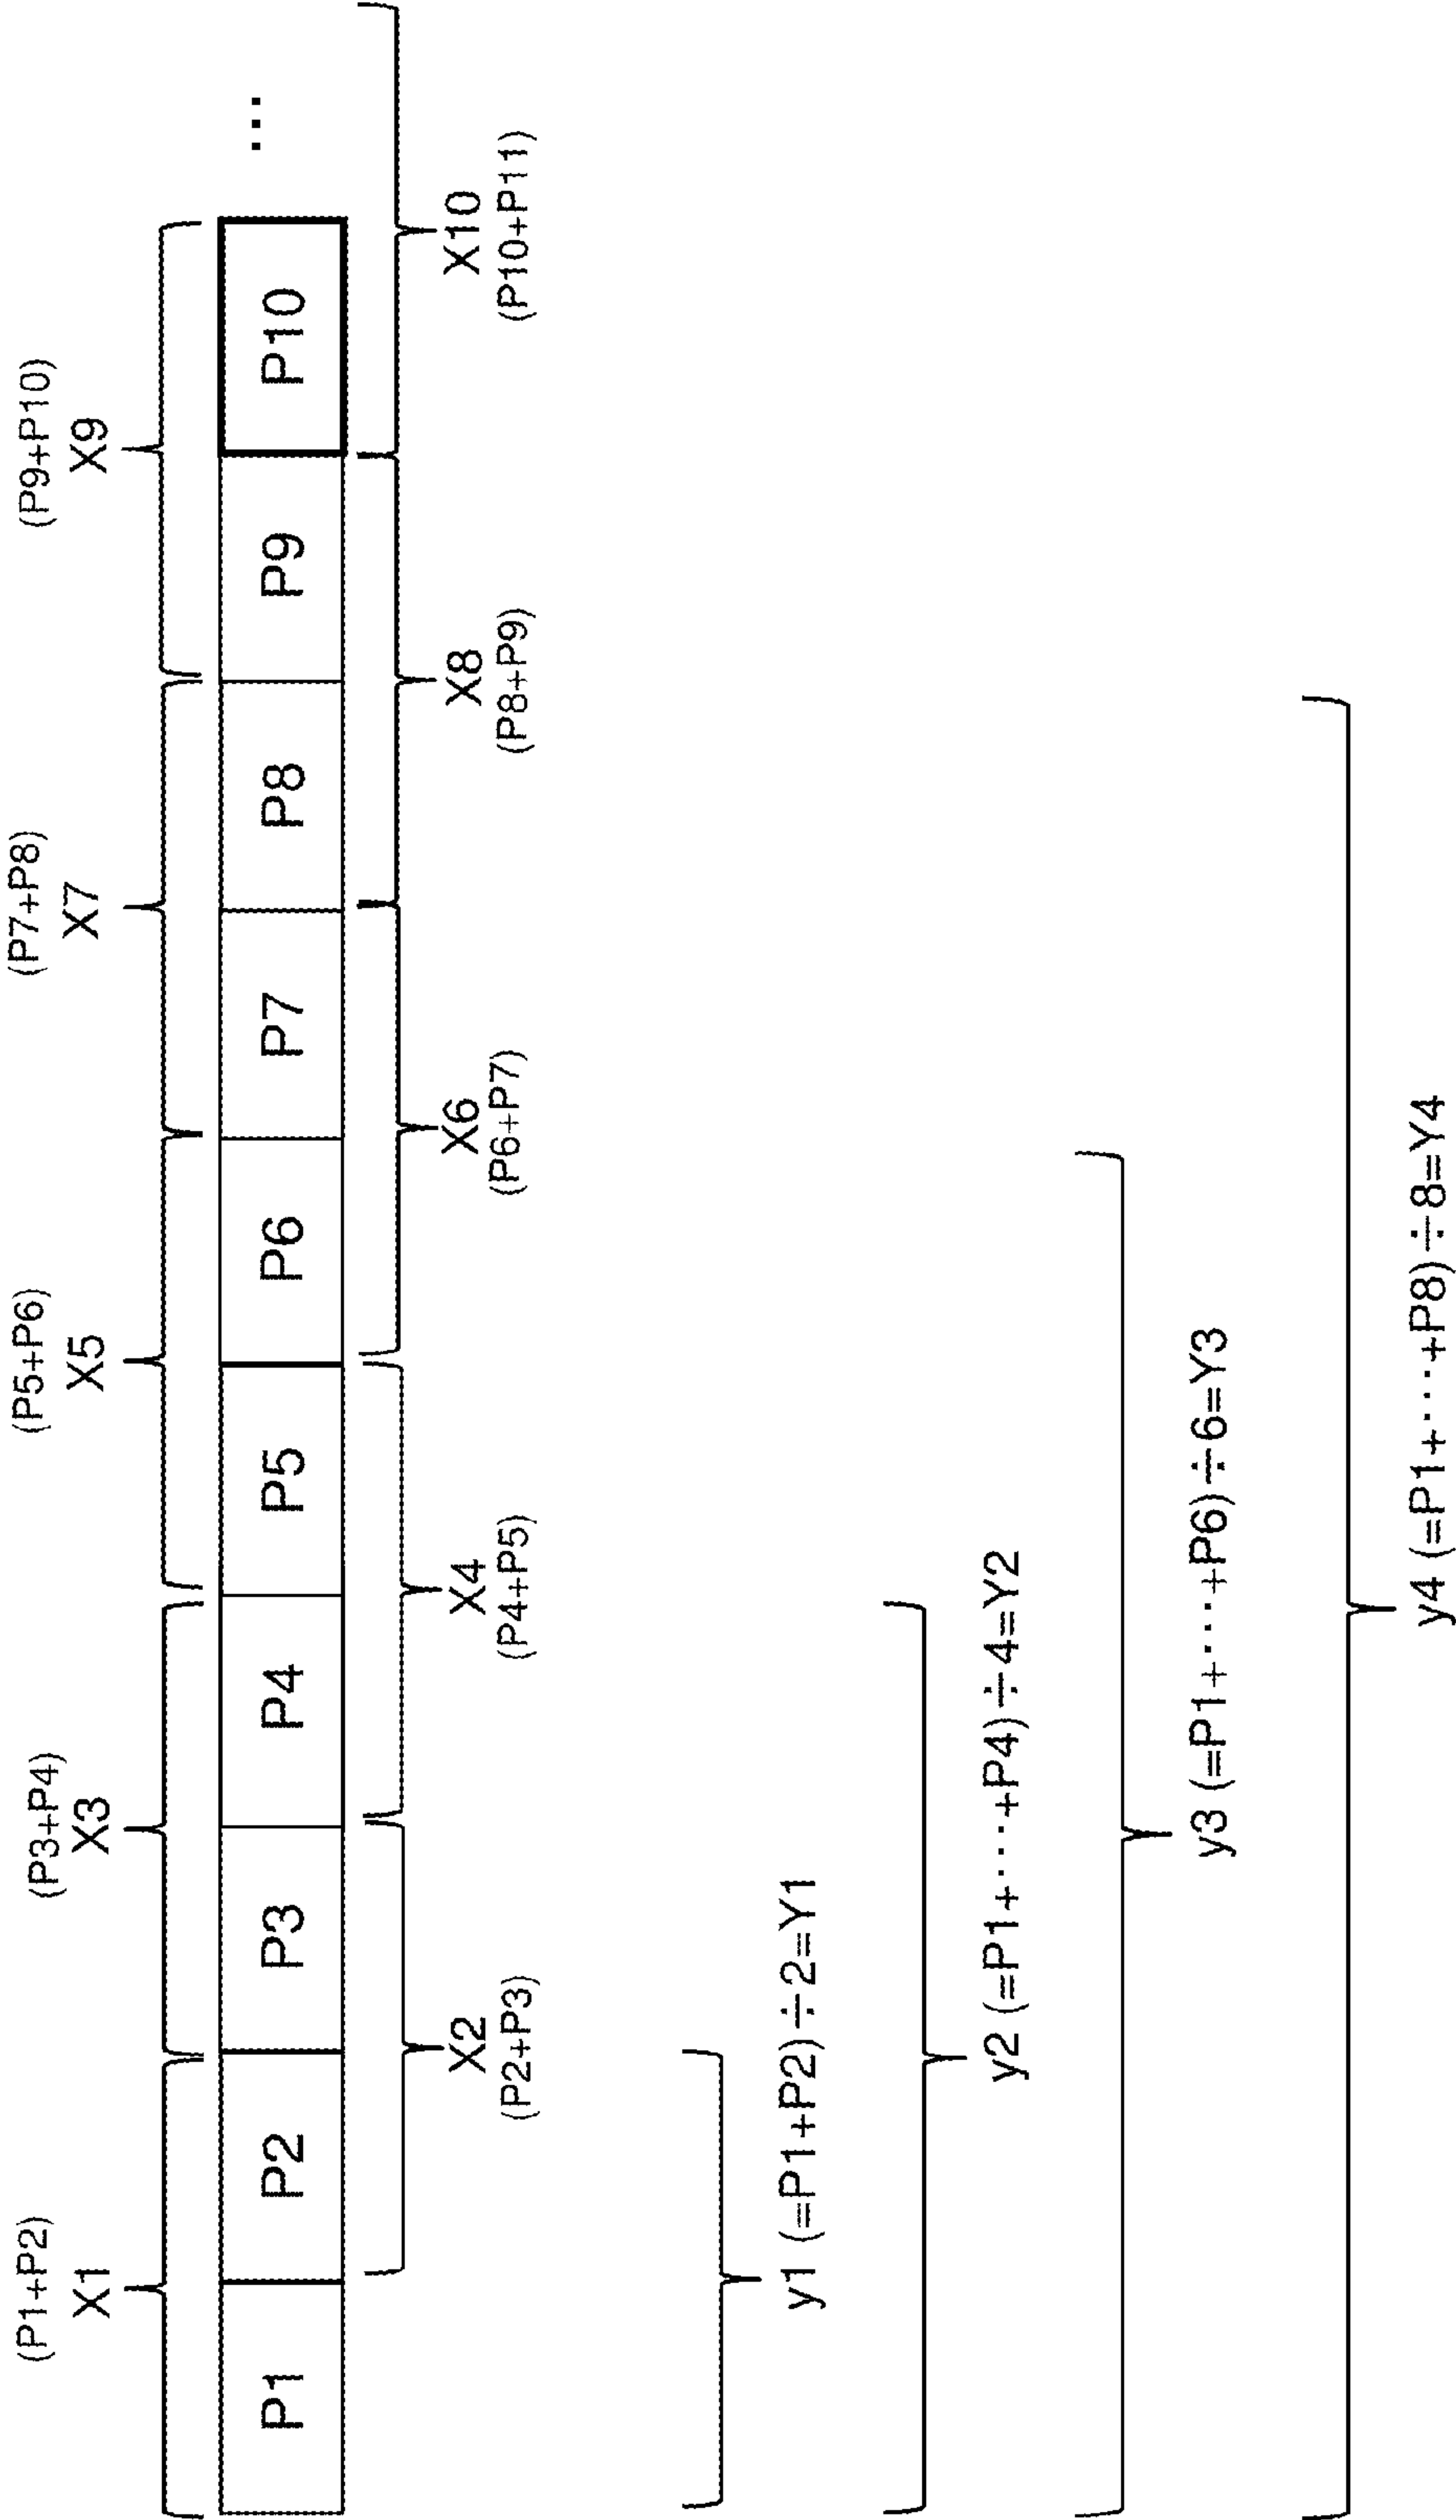 (P1+P2)
(P3+P4)
(P5+P6)
(P7+P8)
(P9+P10)
X1
X3
X5
X7
X9
P1
P2
P3
P4
P5
P6
P7
P8
P9
P10
...
X2
X4
X6
X8
X10
(P2+P3)
(P4+P5)
(P6+P7)
(P8+P9)
(P10+P11)
y1 (=P1+P2)÷2=Y1
y2 (=P1+···+P4)÷4=Y2
y3 (=P1+····+P6)÷6=Y3
y4 (=P1+····+P8)÷8=Y4